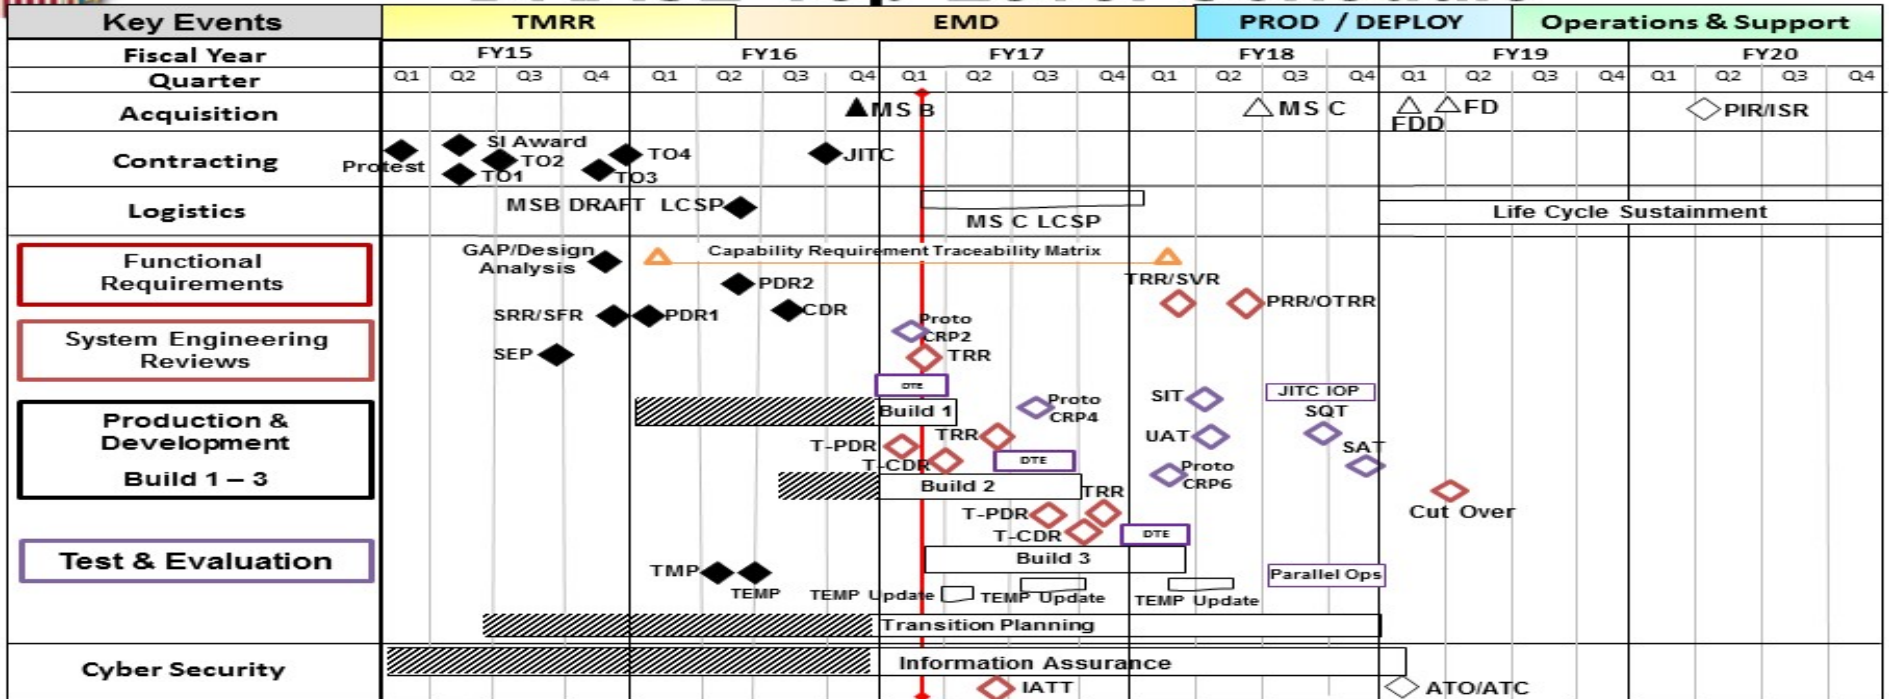 Key Events TMRR EMD PROD / DEPLOY Operations & Support
Fiscal Year FY15 FY16 FY17 FY18 FY19 FY20
Quarter Q1 Q2 Q3 Q4 Q1 Q2 Q3 Q4 Q1 Q2 Q3 Q4 Q1 Q2 Q3 Q4 Q1 Q2 Q3 Q4 Q1 Q2 Q3 Q4
Acquisition MS B MS C FDD FD PIR/ISR
Contracting
Protest
SI Award
TO1
TO2
TO3
TO4
JITC
Logistics
MSB DRAFT LCSP
MS C LCSP
Life Cycle Sustainment
Functional
Requirements
GAP/Design
Analysis
Capability Requirement Traceability Matrix
PDR2
TRR/SVR
PRR/OTRR
SRR/SFR
PDR1
CDR
System Engineering
Reviews
SEP
Proto
CRP2
TRR
DTE
Production &
Development
Build 1 – 3
Build 1
Proto
CRP4
SIT
JITC IOP
SQT
T-PDR
TRR
UAT
SAT
T-CDR
DTE
Proto
CRP6
Build 2
TRR
T-PDR
Cut Over
T-CDR
DTE
Test & Evaluation
Build 3
TMP
TEMP
Parallel Ops
TEMP Update
TEMP Update
TEMP Update
Transition Planning
Cyber Security
Information Assurance
IATT
ATO/ATC